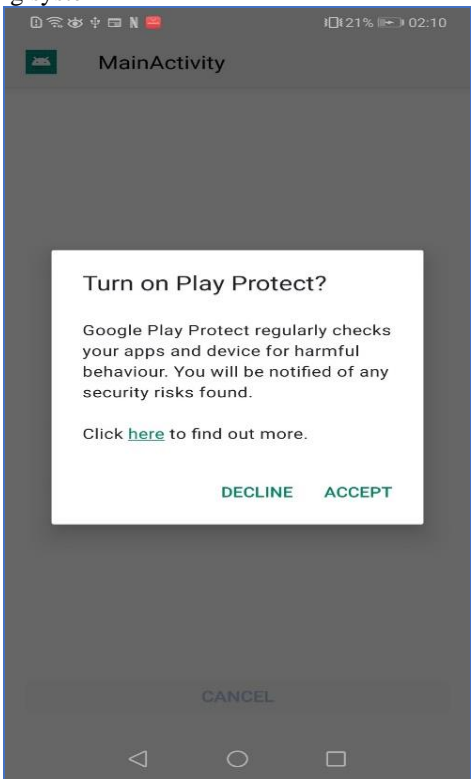 21% 02:10
MainActivity
Turn on Play Protect?
Google Play Protect regularly checks
your apps and device for harmful
behaviour. You will be notified of any
security risks found.
Click here to find out more.
DECLINE ACCEPT
CANCEL